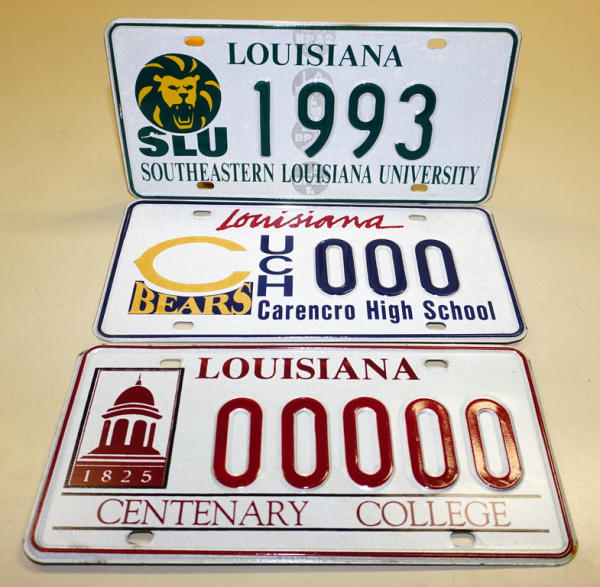 LOUISIANA
SLU 1993
SOUTHEASTERN LOUISIANA UNIVERSITY
Louisiana
C BEARS UCH 000
Carencro High School
LOUISIANA
1825 00000
CENTENARY COLLEGE